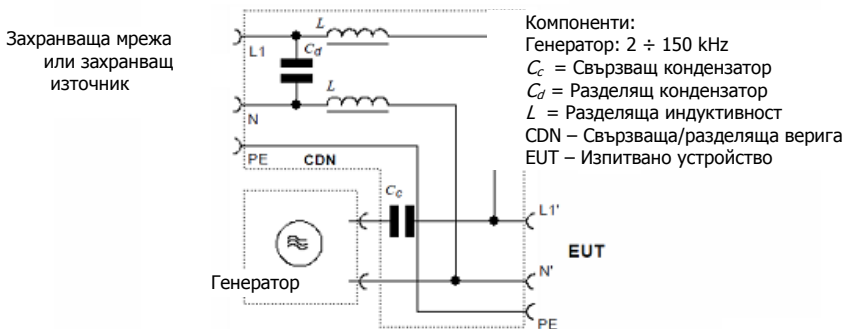 Захранваща мрежа
или захранващ
източник
L1
L
Cd
L
N
PE
CDN
Компоненти:
Генератор: 2 ÷ 150 kHz
Cc = Свързващ кондензатор
Cd = Разделящ кондензатор
L = Разделяща индуктивност
CDN – Свързваща/разделяща верига
EUT – Изпитвано устройство
Cc
L1'
EUT
N'
Генератор
PE